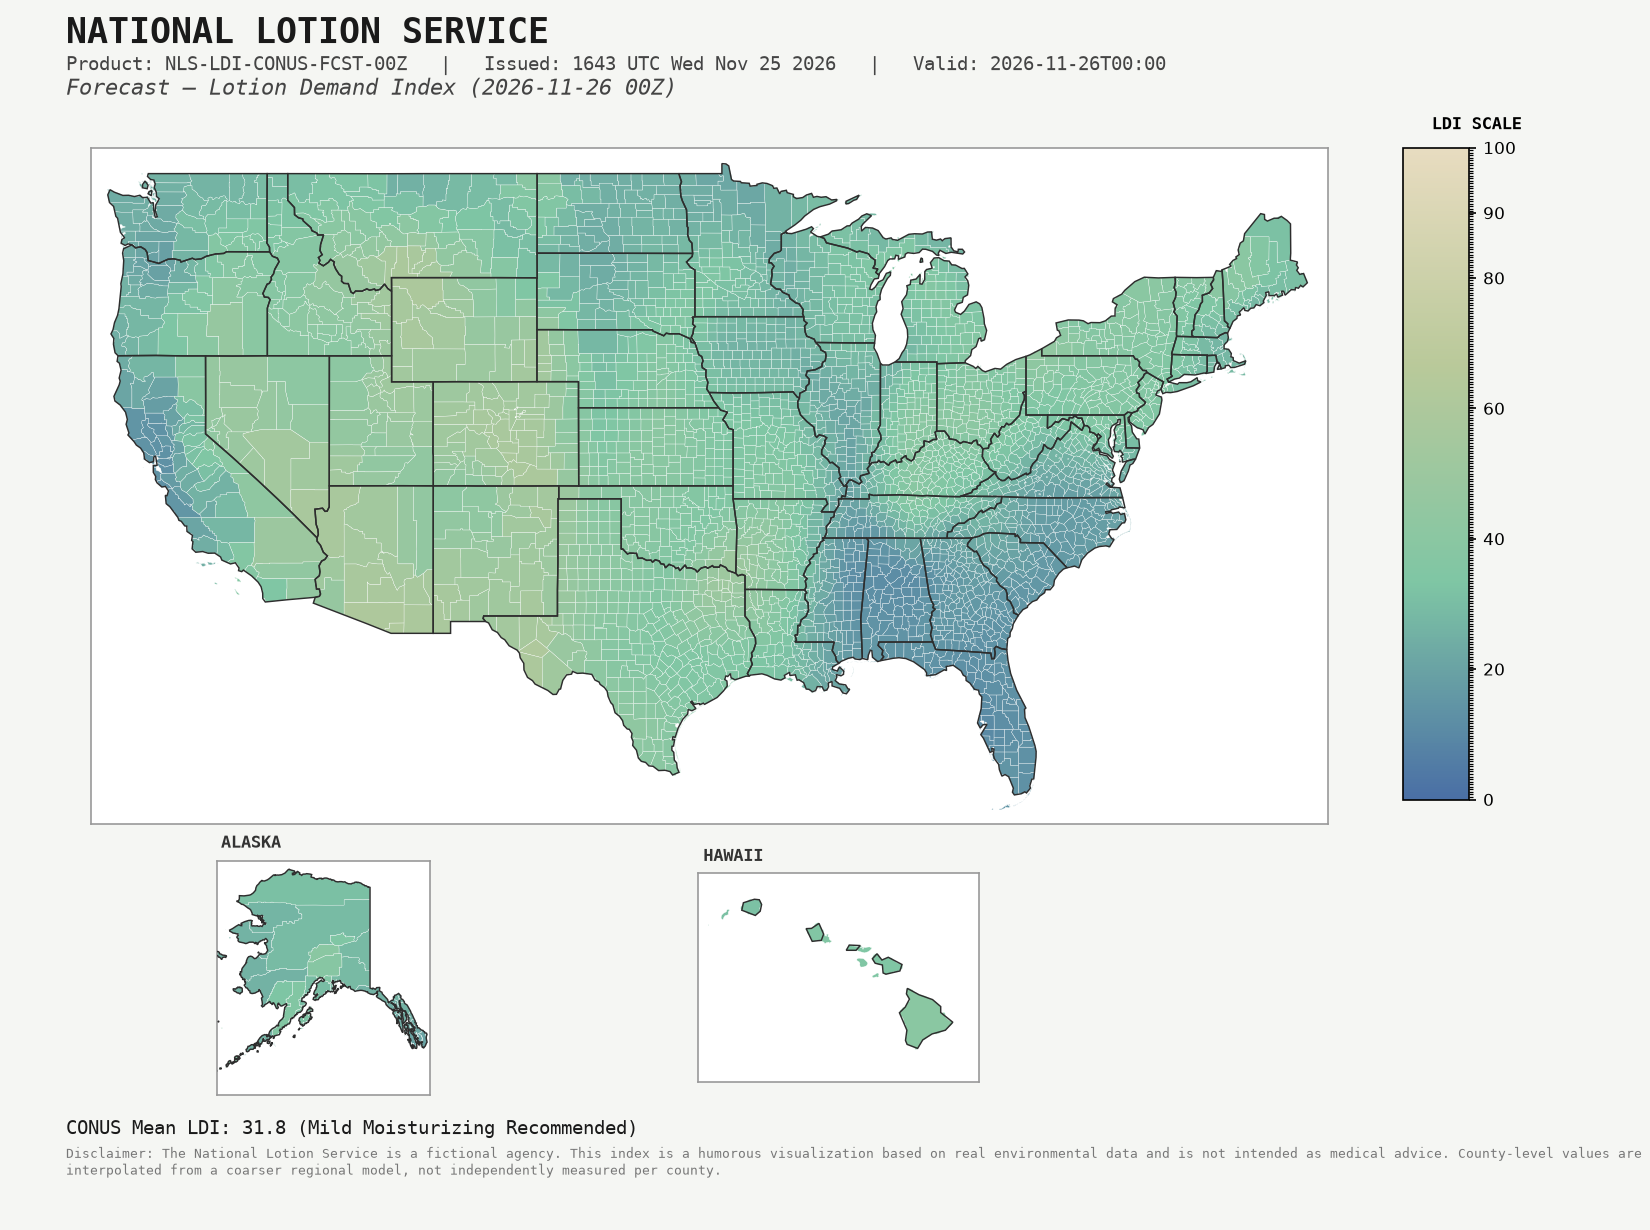 NATIONAL LOTION SERVICE
Product: NLS-LDI-CONUS-FCST-00Z | Issued: 1643 UTC Wed Nov 25 2026 | Valid: 2026-11-26T00:00
Forecast — Lotion Demand Index (2026-11-26 00Z)
LDI SCALE
100
90
80
60
40
20
0
ALASKA
HAWAII
CONUS Mean LDI: 31.8 (Mild Moisturizing Recommended)
Disclaimer: The National Lotion Service is a fictional agency. This index is a humorous visualization based on real environmental data and is not intended as medical advice. County-level values are
interpolated from a coarser regional model, not independently measured per county.